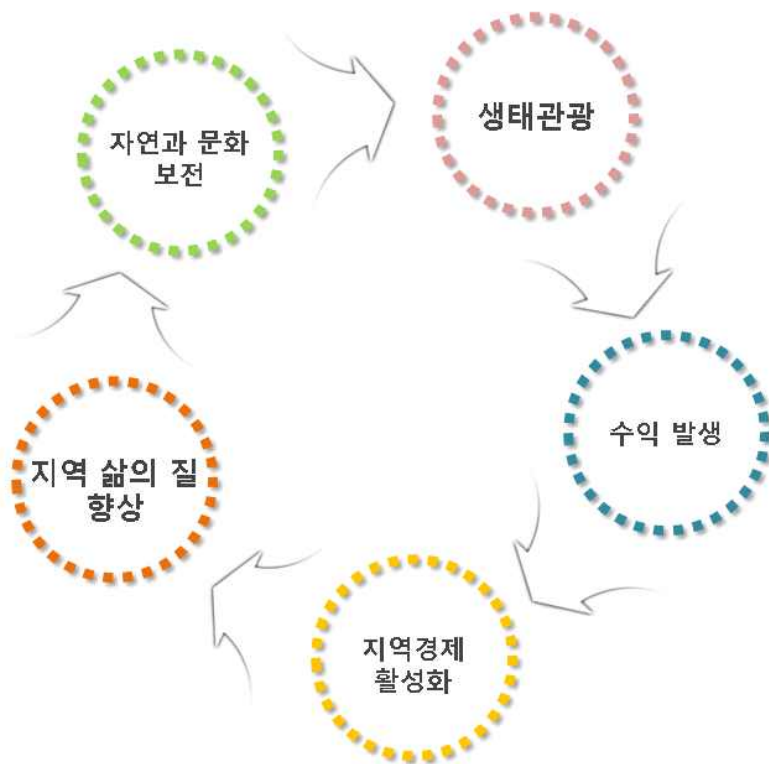 자연과 문화
보전
생태관광
수익 발생
지역경제
활성화
지역 삶의 질
향상